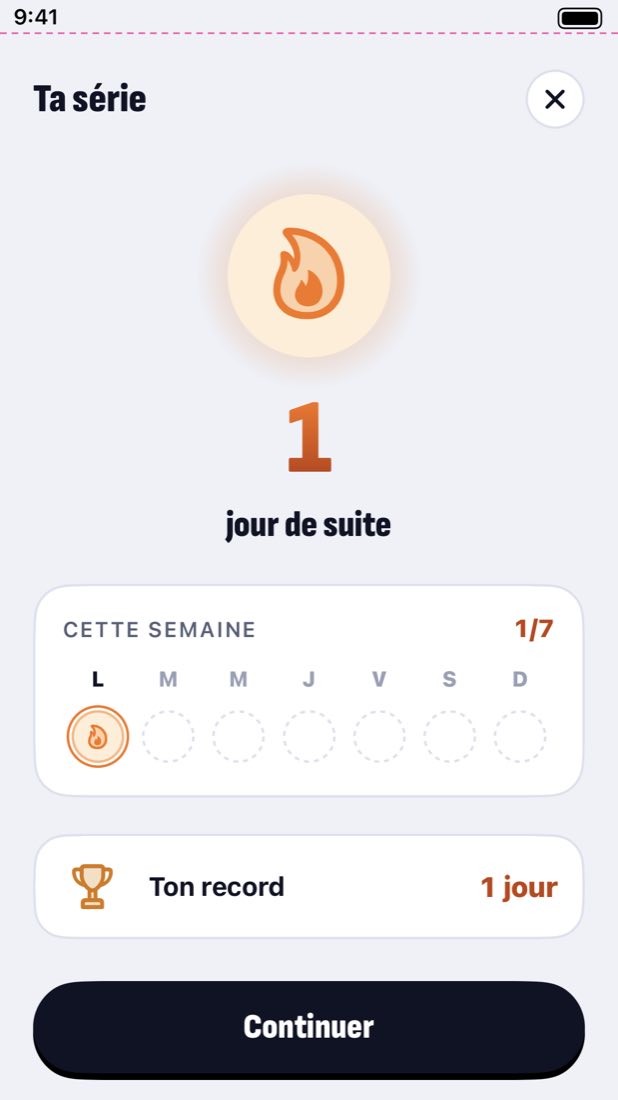 9:41
Ta série
1
jour de suite
CETTE SEMAINE 1/7
L M M J V S D
Ton record 1 jour
Continuer